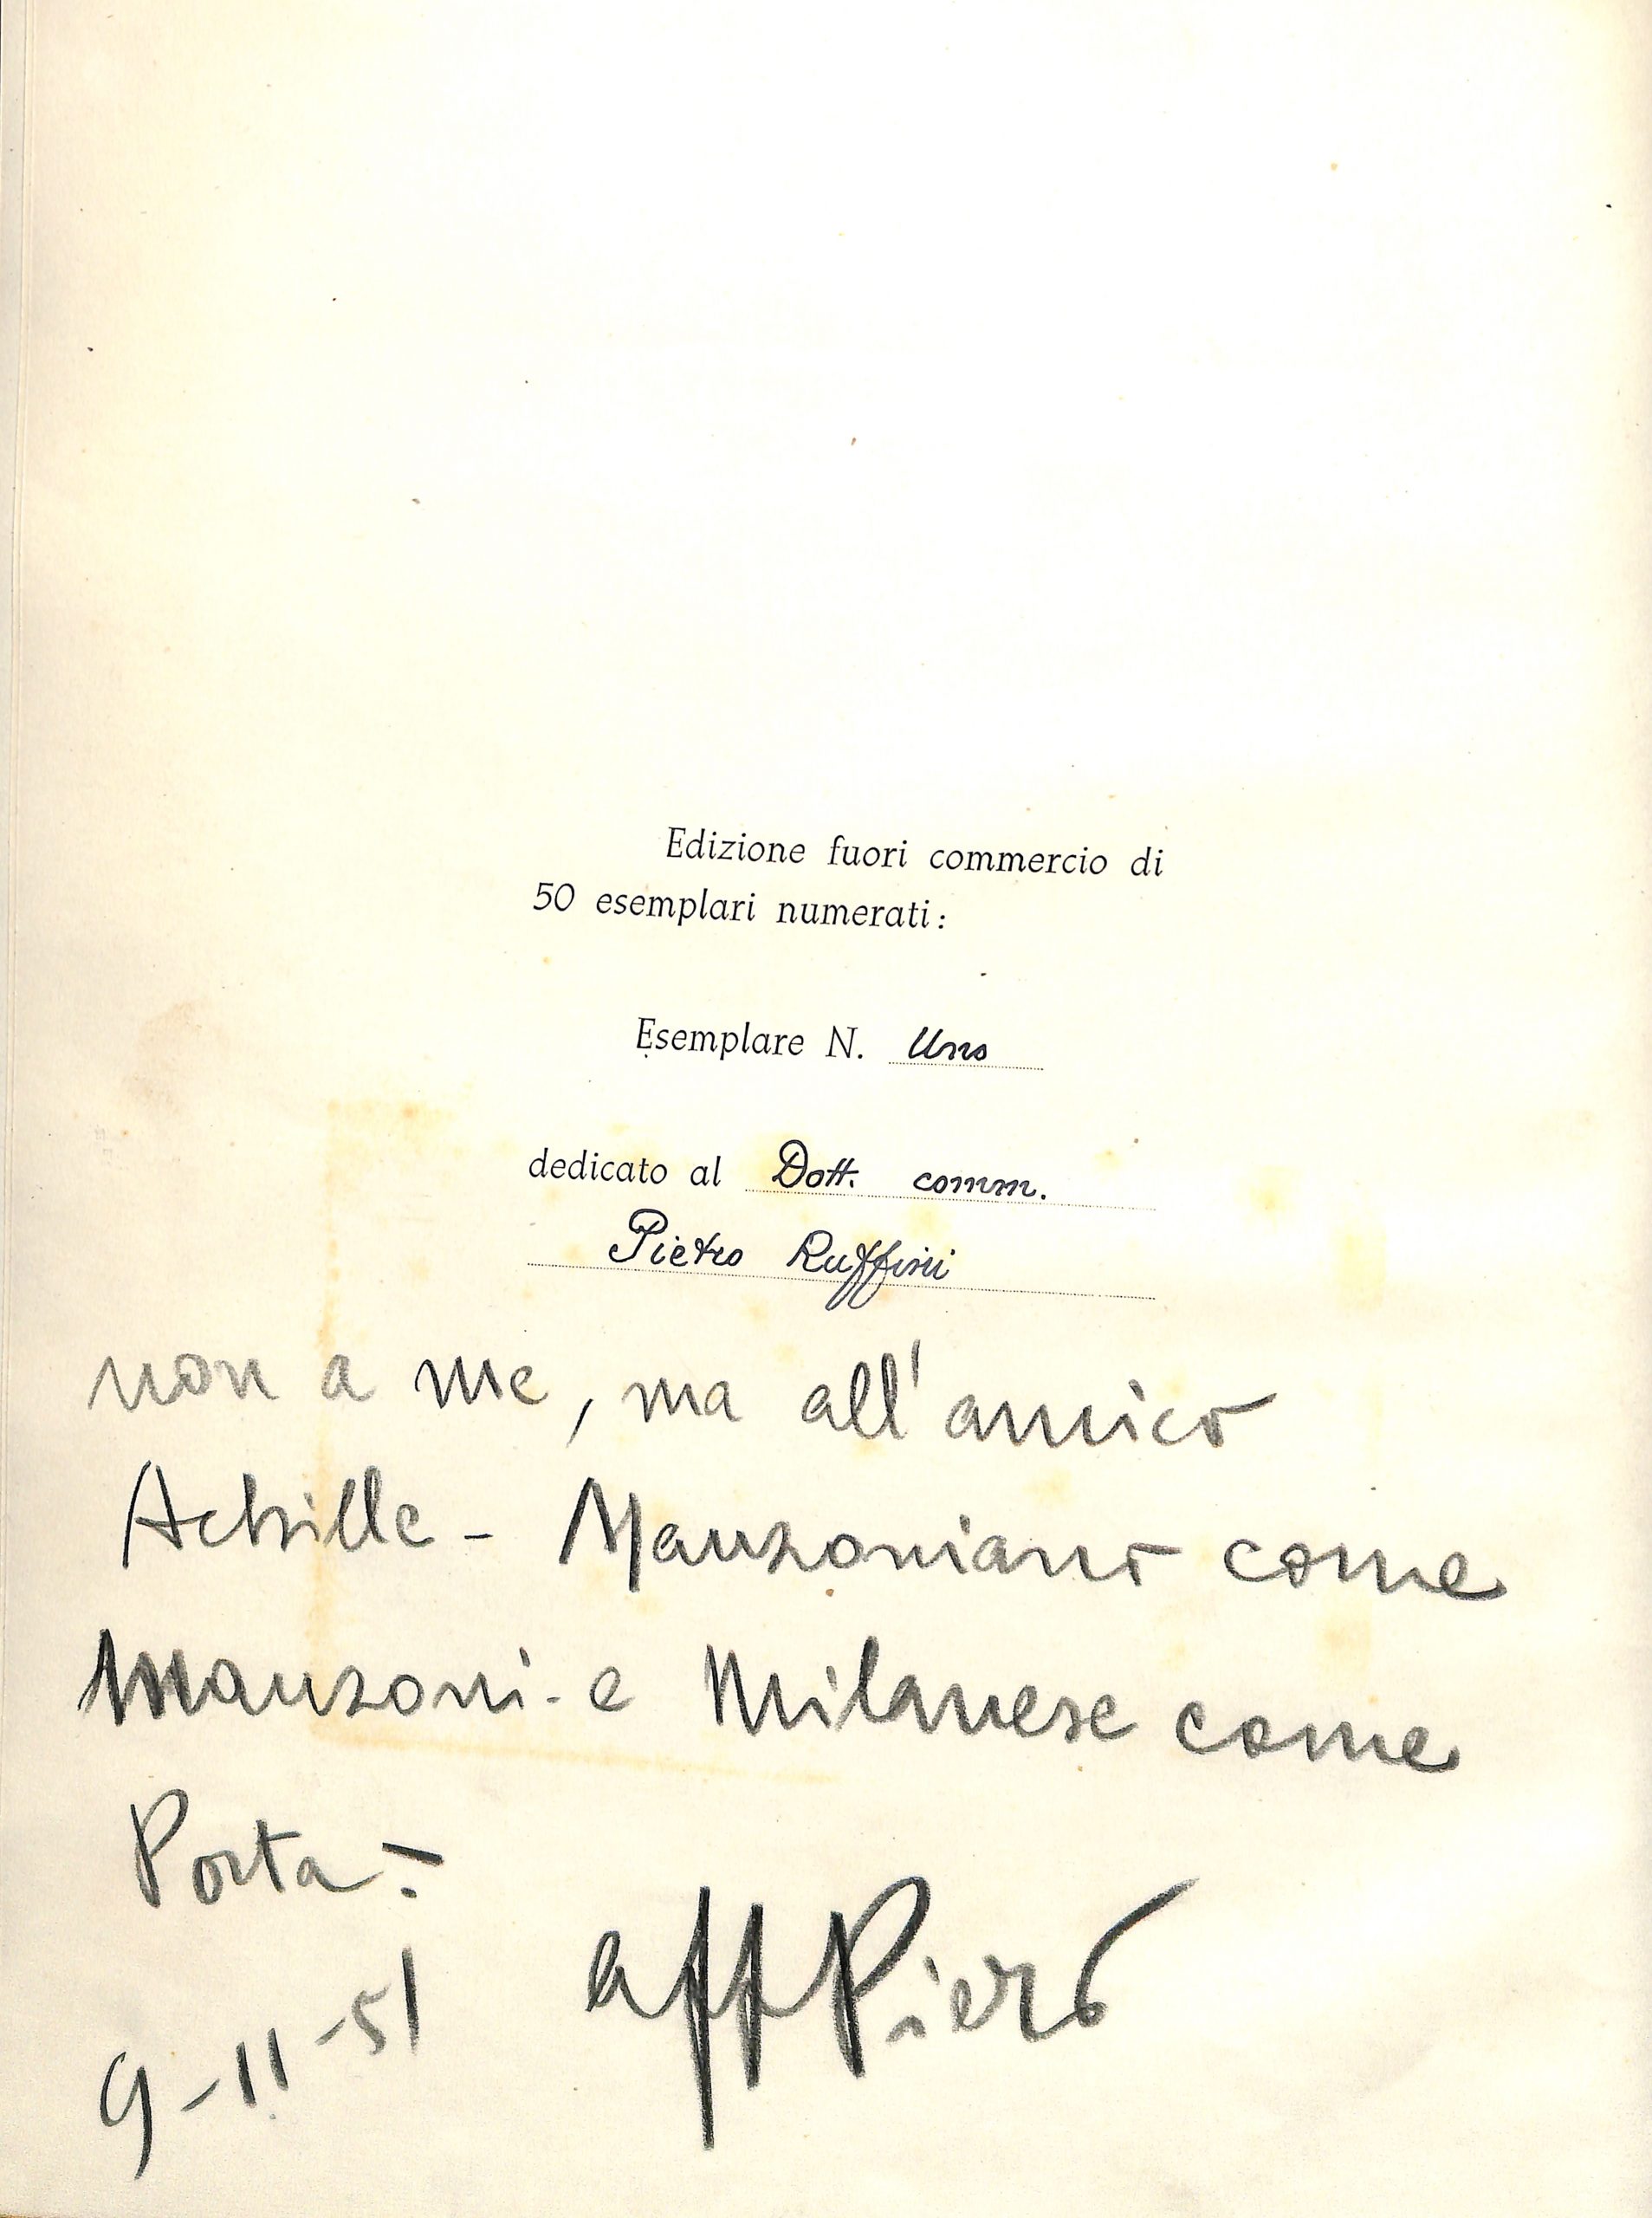 Edizione fuori commercio di
50 esemplari numerati:
Esemplare N. Uno
dedicato al Dott. comm.
Pietro Ruffini
non a me, ma all'amico
Achille - Manzoniano come
Manzoni - e Milanese come
Porta -
aff Piero
9-11-51